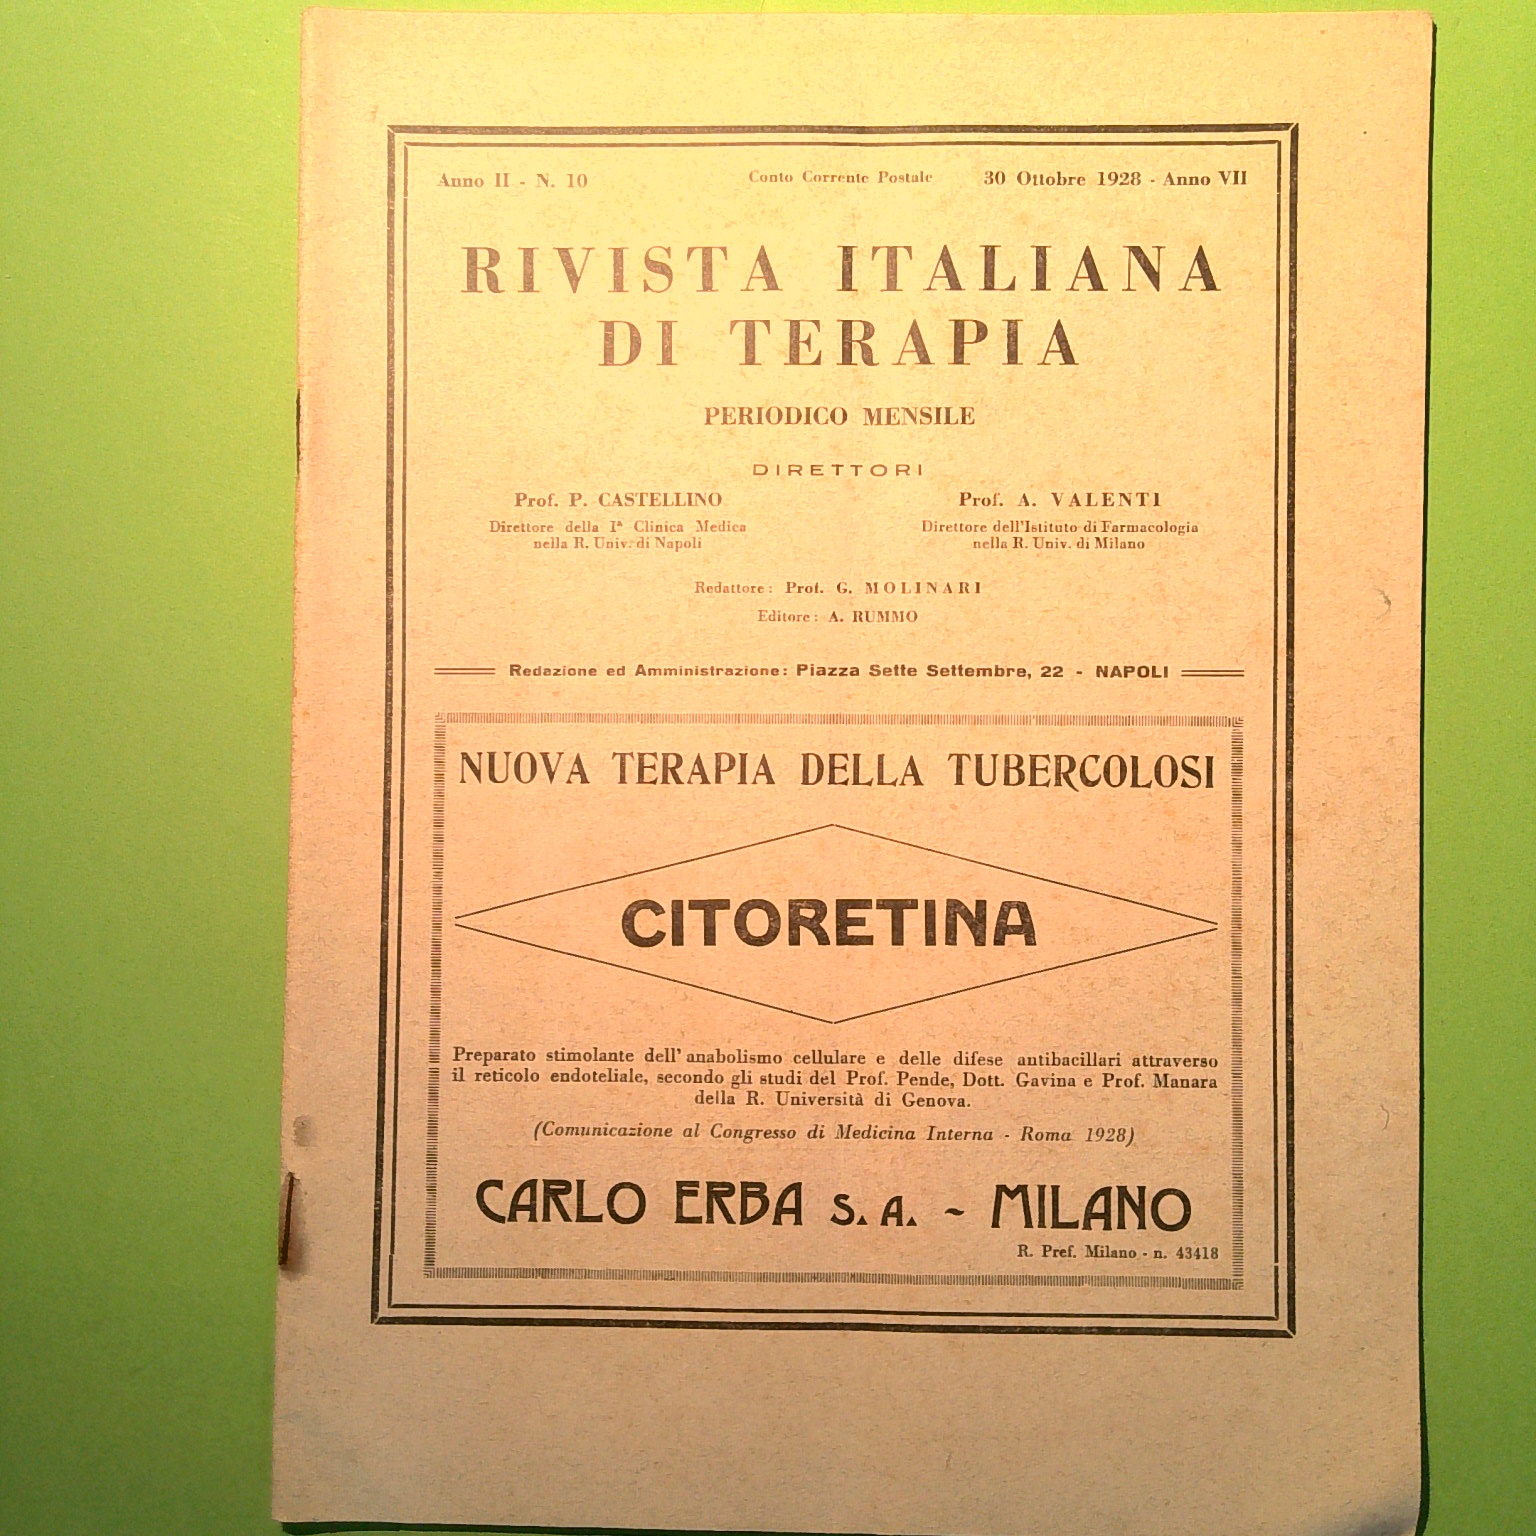 Anno II - N. 10 Conto Corrente Postale 30 Ottobre 1928 - Anno VII
RIVISTA ITALIANA
DI TERAPIA
PERIODICO MENSILE
DIRETTORI
Prof. P. CASTELLINO
Direttore della Iª Clinica Medica
nella R. Univ. di Napoli
Prof. A. VALENTI
Direttore dell'Istituto di Farmacologia
nella R. Univ. di Milano
Redattore: Prof. G. MOLINARI
Editore: A. RUMMO
Redazione ed Amministrazione: Piazza Sette Settembre, 22 - NAPOLI
NUOVA TERAPIA DELLA TUBERCOLOSI
CITORETINA
Preparato stimolante dell'anabolismo cellulare e delle difese antibacillari attraverso
il reticolo endoteliale, secondo gli studi del Prof. Pende, Dott. Gavina e Prof. Manara
della R. Università di Genova.
(Comunicazione al Congresso di Medicina Interna - Roma 1928)
CARLO ERBA S.A. - MILANO
R. Pref. Milano - n. 43418